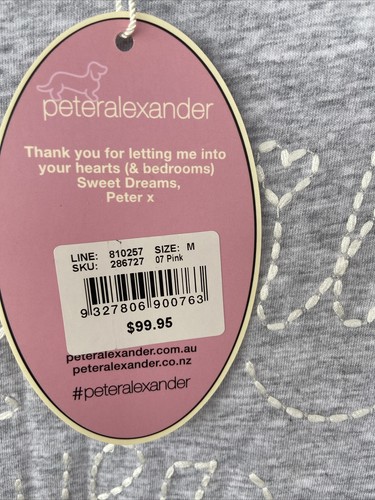 peteralexander
Thank you for letting me into
your hearts (& bedrooms)
Sweet Dreams,
Peter x
LINE: 810257 SIZE: M
SKU: 286727 07 Pink
9 327806 900763
$99.95
peteralexander.com.au
peteralexander.co.nz
#peteralexander